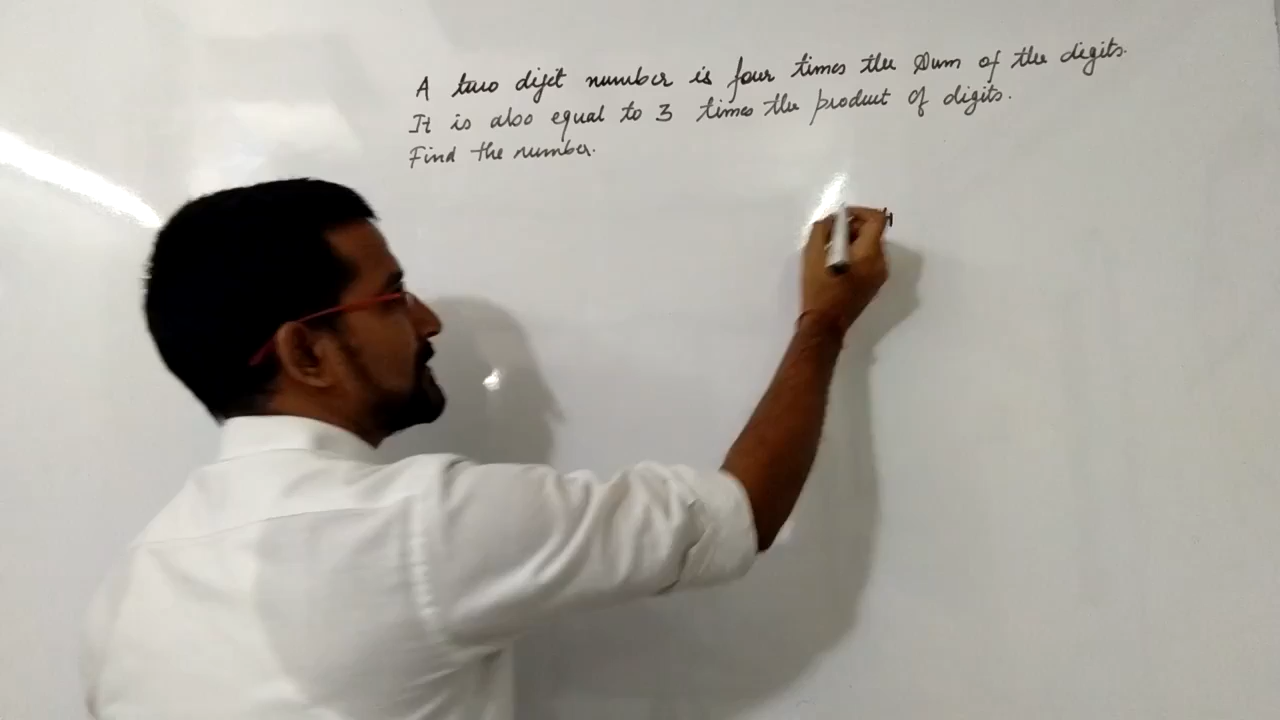 A two digit number is four times the sum of the digits.
It is also equal to 3 times the product of digits.
Find the number.